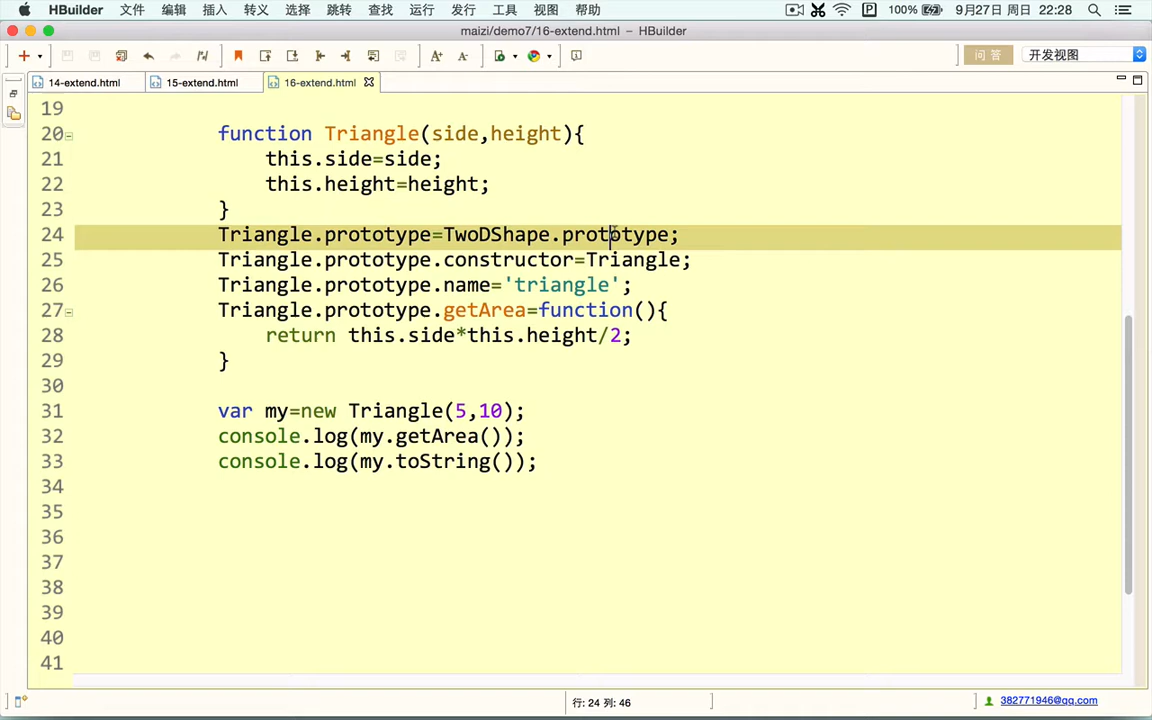 HBuilder 文件 编辑 插入 转义 选择 跳转 查找 运行 发行 工具 视图 帮助 100% 9月27日 周日 22:28
maizi/demo7/16-extend.html – HBuilder
问 答 开发视图
14-extend.html 15-extend.html 16-extend.html
19
20 function Triangle(side,height){
21 this.side=side;
22 this.height=height;
23 }
24 Triangle.prototype=TwoDShape.prototype;
25 Triangle.prototype.constructor=Triangle;
26 Triangle.prototype.name='triangle';
27 Triangle.prototype.getArea=function(){
28 return this.side*this.height/2;
29 }
30
31 var my=new Triangle(5,10);
32 console.log(my.getArea());
33 console.log(my.toString());
34
35
36
37
38
39
40
41
行: 24 列: 46 382771946@qq.com